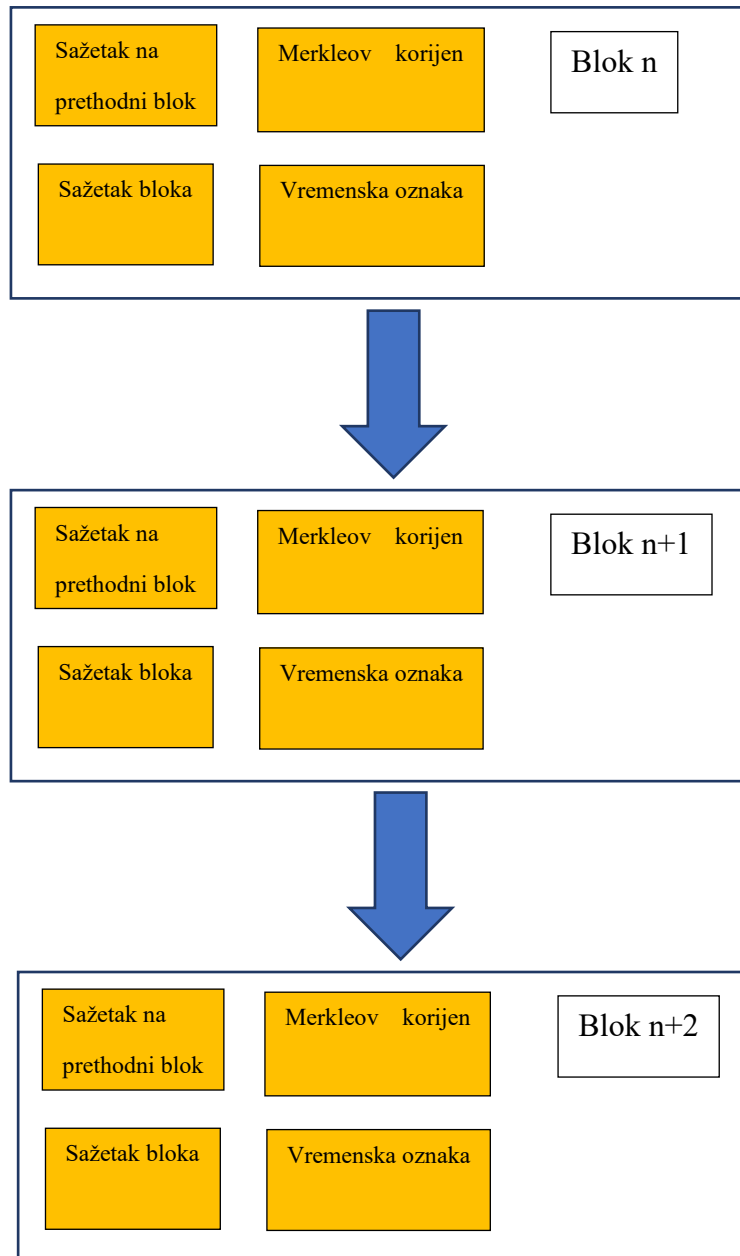 Sažetak na
prethodni blok
Merkleov korijen
Blok n
Sažetak bloka
Vremenska oznaka
Sažetak na
prethodni blok
Merkleov korijen
Blok n+1
Sažetak bloka
Vremenska oznaka
Sažetak na
prethodni blok
Merkleov korijen
Blok n+2
Sažetak bloka
Vremenska oznaka